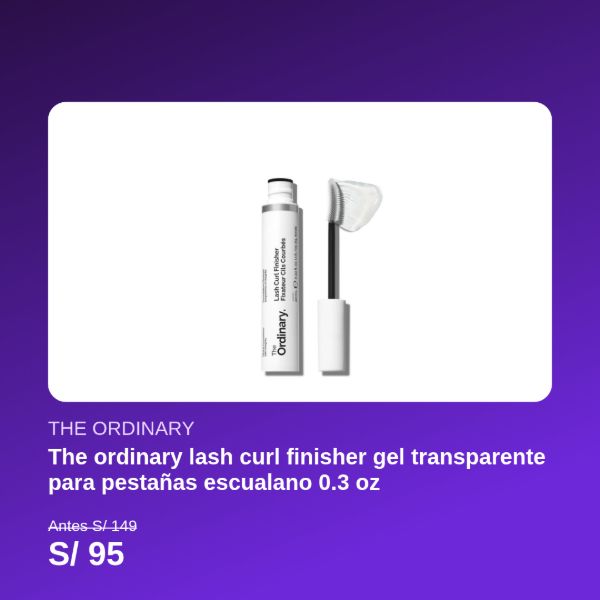 Lash Curl Finisher
Fixateur Cils Courbés
The
Ordinary.
THE ORDINARY
The ordinary lash curl finisher gel transparente
para pestañas escualano 0.3 oz
Antes S/ 149
S/ 95